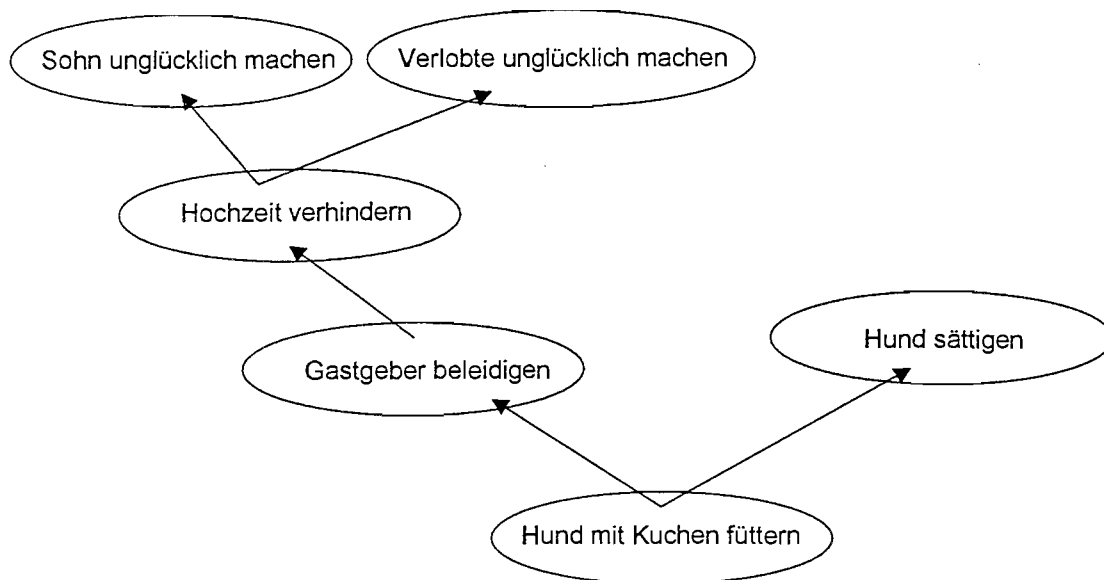 Sohn unglücklich machen
Verlobte unglücklich machen
Hochzeit verhindern
Hund sättigen
Gastgeber beleidigen
Hund mit Kuchen füttern